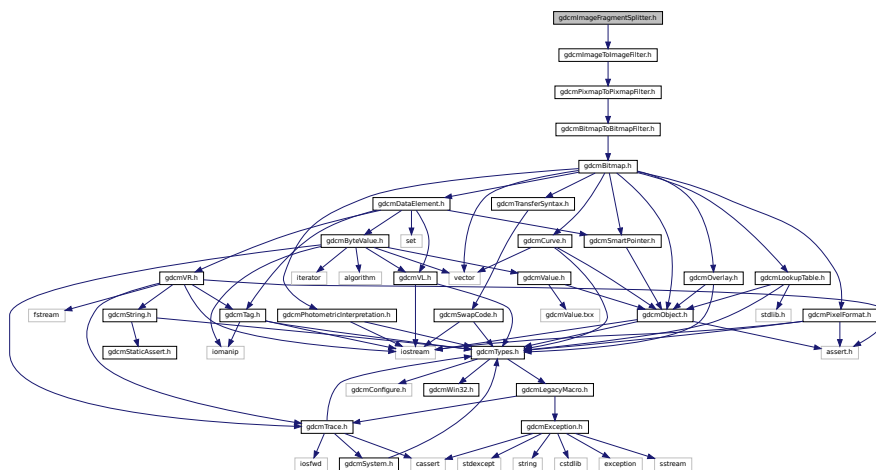 gdcmImageFragmentSplitter.h
gdcmImageToImageFilter.h
gdcmPixmapToPixmapFilter.h
gdcmBitmapToBitmapFilter.h
gdcmBitmap.h
gdcmDataElement.h
gdcmTransferSyntax.h
gdcmByteValue.h
set
gdcmCurve.h
gdcmSmartPointer.h
gdcmVR.h
iterator
algorithm
gdcmVL.h
vector
gdcmValue.h
gdcmOverlay.h
gdcmLookupTable.h
fstream
gdcmString.h
gdcmTag.h
gdcmPhotometricInterpretation.h
gdcmSwapCode.h
gdcmValue.txx
gdcmObject.h
stdlib.h
gdcmPixelFormat.h
gdcmStaticAssert.h
iomanip
iostream
gdcmTypes.h
assert.h
gdcmConfigure.h
gdcmWin32.h
gdcmLegacyMacro.h
gdcmTrace.h
gdcmException.h
iosfwd
gdcmSystem.h
cassert
stdexcept
string
cstdlib
exception
sstream